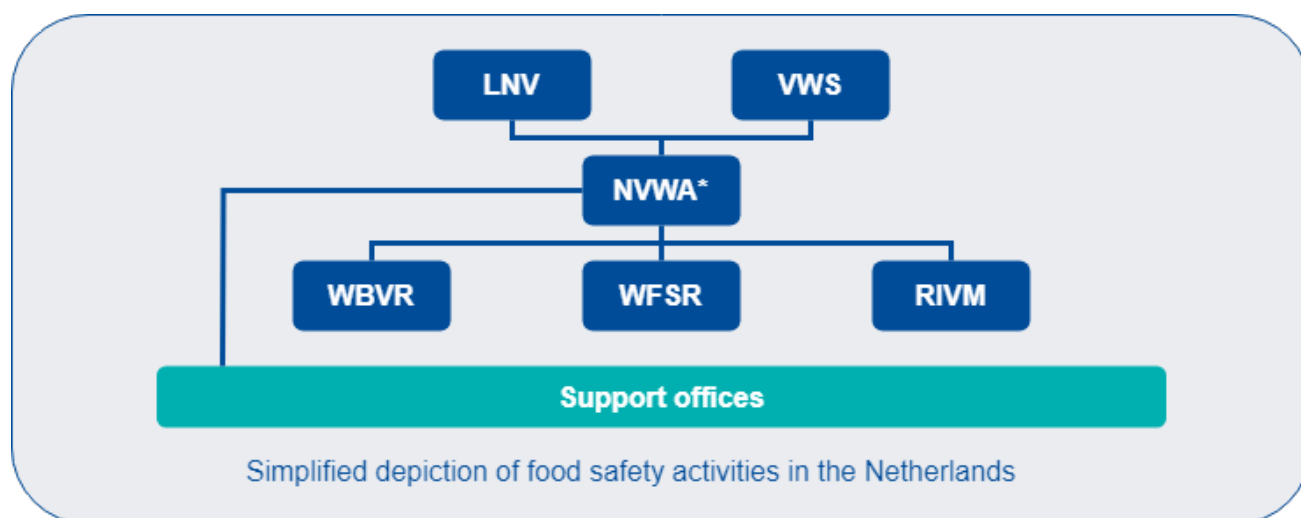 LNV
VWS
NVWA*
WBVR
WFSR
RIVM
Support offices
Simplified depiction of food safety activities in the Netherlands